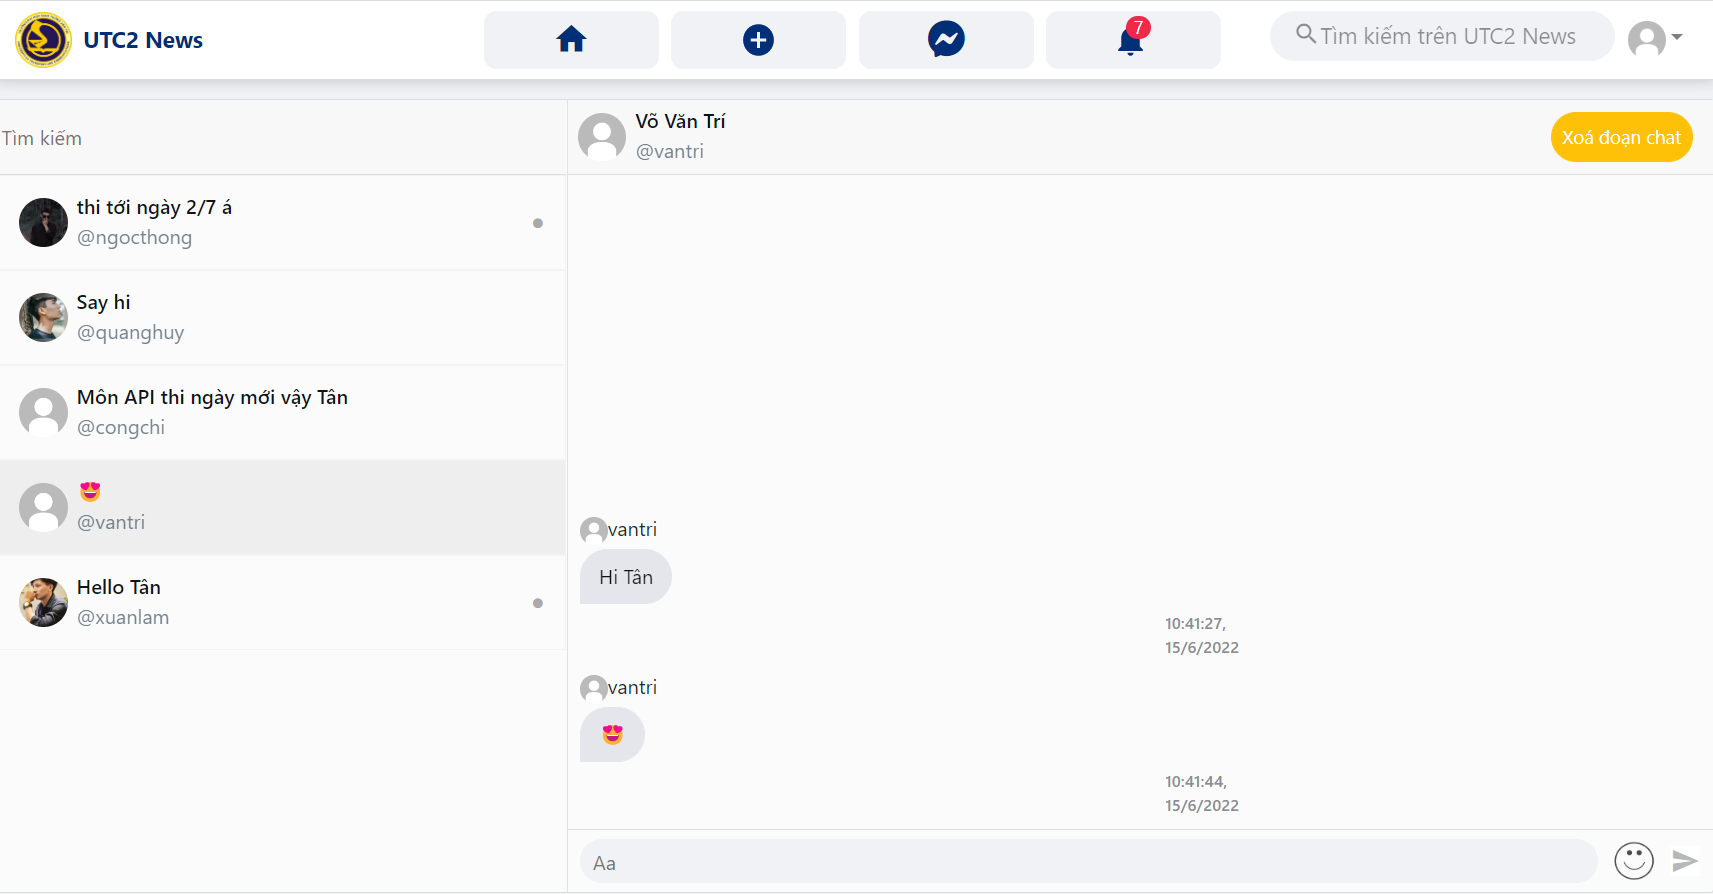 UTC2 News
7
Tìm kiếm trên UTC2 News
Tìm kiếm
thi tới ngày 2/7 á
@ngocthong
Say hi
@quanghuy
Môn API thi ngày mới vậy Tân
@congchi
😍
@vantri
Hello Tân
@xuanlam
Võ Văn Trí
@vantri
Xoá đoạn chat
vantri
Hi Tân
10:41:27,
15/6/2022
vantri
😍
10:41:44,
15/6/2022
Aa